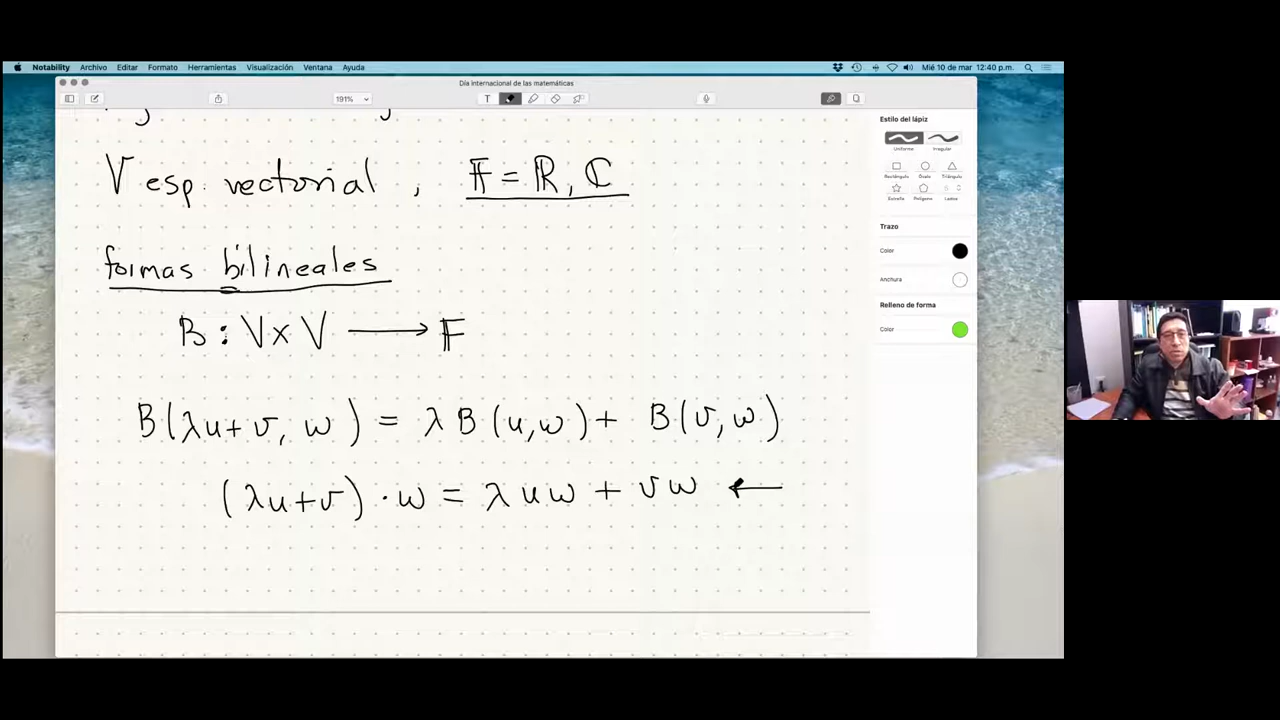 Notability Archivo Editar Formato Herramientas Visualización Ventana Ayuda Mié 10 de mar 12:40 p.m.
Día internacional de las matemáticas
191% T
Estilo del lápiz
Uniforme Irregular
Rectángulo Óvalo Triángulo
Estrella Polígono Lados
Trazo
Color
Anchura
Relleno de forma
Color
V esp. vectorial, 𝔽 = ℝ, ℂ
formas bilineales
B: V x V ⟶ 𝔽
B(λu+v, w) = λB(u,w) + B(v,w)
(λu+v)·w = λuw + vw ←